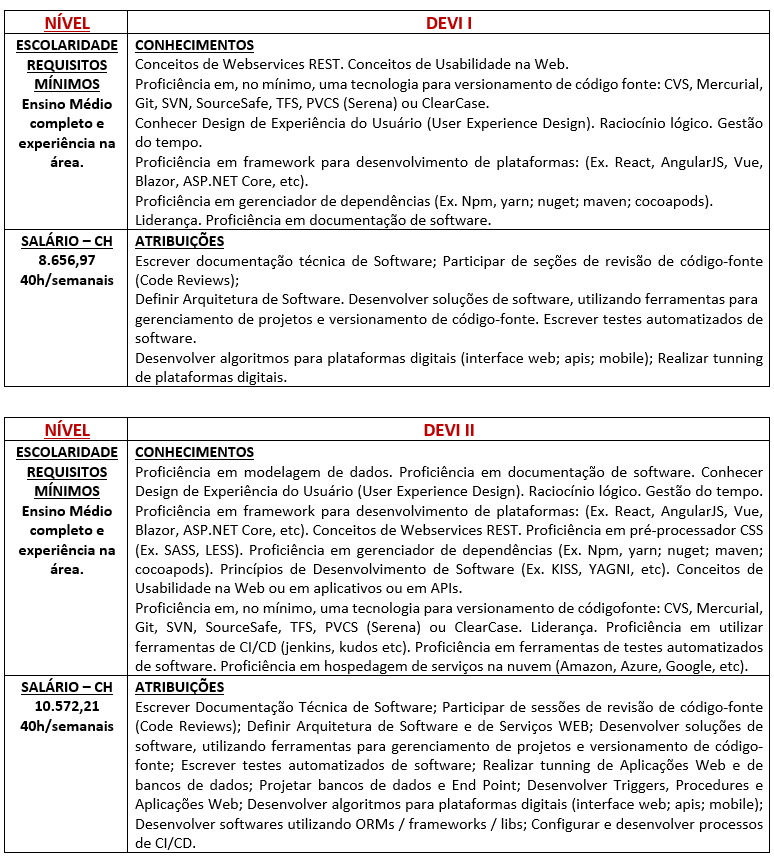 NÍVEL
DEVI I
ESCOLARIDADE
REQUISITOS
MÍNIMOS
Ensino Médio
completo e
experiência na
área.
CONHECIMENTOS
Conceitos de Webservices REST. Conceitos de Usabilidade na Web.
Proficiência em, no mínimo, uma tecnologia para versionamento de código fonte: CVS, Mercurial,
Git, SVN, SourceSafe, TFS, PVCS (Serena) ou ClearCase.
Conhecer Design de Experiência do Usuário (User Experience Design). Raciocínio lógico. Gestão
do tempo.
Proficiência em framework para desenvolvimento de plataformas: (Ex. React, AngularJS, Vue,
Blazor, ASP.NET Core, etc).
Proficiência em gerenciador de dependências (Ex. Npm, yarn; nuget; maven; cocoapods).
Liderança. Proficiência em documentação de software.
SALÁRIO – CH
8.656,97
40h/semanais
ATRIBUIÇÕES
Escrever documentação técnica de Software; Participar de seções de revisão de código-fonte
(Code Reviews);
Definir Arquitetura de Software. Desenvolver soluções de software, utilizando ferramentas para
gerenciamento de projetos e versionamento de código-fonte. Escrever testes automatizados de
software.
Desenvolver algoritmos para plataformas digitais (interface web; apis; mobile); Realizar tunning
de plataformas digitais.
NÍVEL
DEVI II
ESCOLARIDADE
REQUISITOS
MÍNIMOS
Ensino Médio
completo e
experiência na
área.
CONHECIMENTOS
Proficiência em modelagem de dados. Proficiência em documentação de software. Conhecer
Design de Experiência do Usuário (User Experience Design). Raciocínio lógico. Gestão do tempo.
Proficiência em framework para desenvolvimento de plataformas: (Ex. React, AngularJS, Vue,
Blazor, ASP.NET Core, etc). Conceitos de Webservices REST. Proficiência em pré-processador CSS
(Ex. SASS, LESS). Proficiência em gerenciador de dependências (Ex. Npm, yarn; nuget; maven;
cocoapods). Princípios de Desenvolvimento de Software (Ex. KISS, YAGNI, etc). Conceitos de
Usabilidade na Web ou em aplicativos ou em APIs.
Proficiência em, no mínimo, uma tecnologia para versionamento de códigofonte: CVS, Mercurial,
Git, SVN, SourceSafe, TFS, PVCS (Serena) ou ClearCase. Liderança. Proficiência em utilizar
ferramentas de CI/CD (jenkins, kudos etc). Proficiência em ferramentas de testes automatizados
de software. Proficiência em hospedagem de serviços na nuvem (Amazon, Azure, Google, etc).
SALÁRIO – CH
10.572,21
40h/semanais
ATRIBUIÇÕES
Escrever Documentação Técnica de Software; Participar de sessões de revisão de código-fonte
(Code Reviews); Definir Arquitetura de Software e de Serviços WEB; Desenvolver soluções de
software, utilizando ferramentas para gerenciamento de projetos e versionamento de código-
fonte; Escrever testes automatizados de software; Realizar tunning de Aplicações Web e de
bancos de dados; Projetar bancos de dados e End Point; Desenvolver Triggers, Procedures e
Aplicações Web; Desenvolver algoritmos para plataformas digitais (interface web; apis; mobile);
Desenvolver softwares utilizando ORMs / frameworks / libs; Configurar e desenvolver processos
de CI/CD.